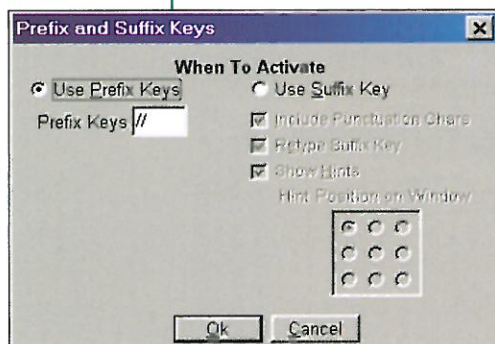 Prefix and Suffix Keys
When To Activate
Use Prefix Keys
Use Suffix Key
Prefix Keys //
Include Punctuation Chars
Retype Suffix Key
Show Hints
Hint Position on Window
Ok
Cancel